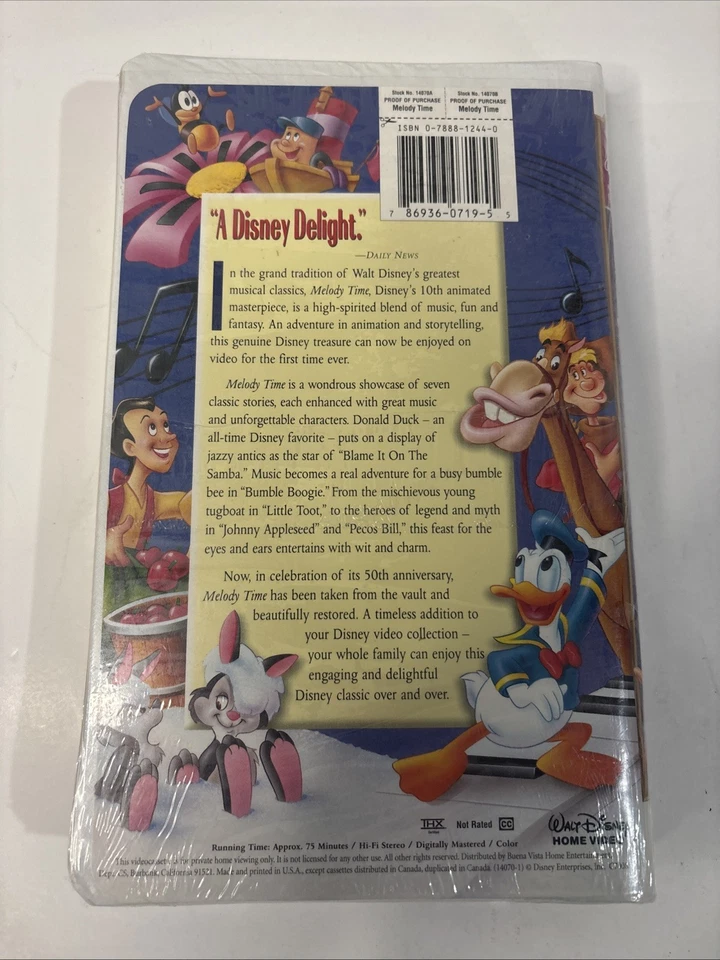 Stock No. 14070A
PROOF OF PURCHASE
Melody Time
Stock No. 14070B
PROOF OF PURCHASE
Melody Time
ISBN 0-7888-1244-0
7 86936-0719-5 5
"A Disney Delight."
—DAILY NEWS
In the grand tradition of Walt Disney's greatest
musical classics, Melody Time, Disney's 10th animated
masterpiece, is a high-spirited blend of music, fun and
fantasy. An adventure in animation and storytelling,
this genuine Disney treasure can now be enjoyed on
video for the first time ever.
Melody Time is a wondrous showcase of seven
classic stories, each enhanced with great music
and unforgettable characters. Donald Duck – an
all-time Disney favorite – puts on a display of
jazzy antics as the star of "Blame It On The
Samba." Music becomes a real adventure for a busy bumble
bee in "Bumble Boogie." From the mischievous young
tugboat in "Little Toot," to the heroes of legend and myth
in "Johnny Appleseed" and "Pecos Bill," this feast for the
eyes and ears entertains with wit and charm.
Now, in celebration of its 50th anniversary,
Melody Time has been taken from the vault and
beautifully restored. A timeless addition to
your Disney video collection –
your whole family can enjoy this
engaging and delightful
Disney classic over and over.
THX
Not Rated
CC
WALT DISNEY
HOME VIDEO
Running Time: Approx. 75 Minutes / Hi-Fi Stereo / Digitally Mastered / Color
This videocassette is for private home viewing only. It is not licensed for any other use. All other rights reserved. Distributed by Buena Vista Home Entertainment,
Dept. CS, Burbank, California 91521. Made and printed in U.S.A., except cassettes distributed in Canada, duplicated in Canada. (14070-1) © Disney Enterprises, Inc.